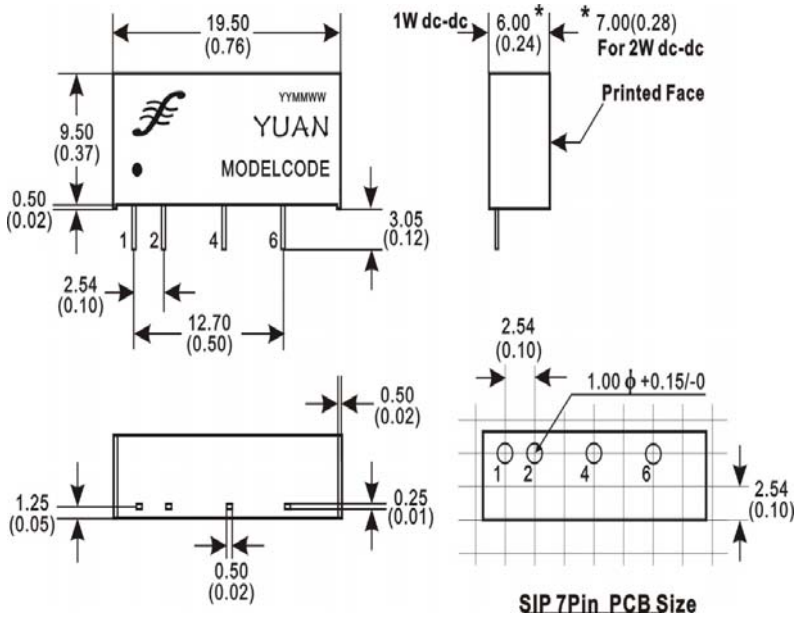 19.50
(0.76)
1W dc-dc
6.00 *
(0.24)
* 7.00(0.28)
For 2W dc-dc
Printed Face
YYMMWW
YUAN
MODELCODE
9.50
(0.37)
0.50
(0.02)
3.05
(0.12)
1 2 4 6
2.54
(0.10)
12.70
(0.50)
2.54
(0.10)
1.00 ϕ +0.15/-0
0.50
(0.02)
1 2 4 6
1.25
(0.05)
0.25
(0.01)
2.54
(0.10)
0.50
(0.02)
SIP 7Pin PCB Size